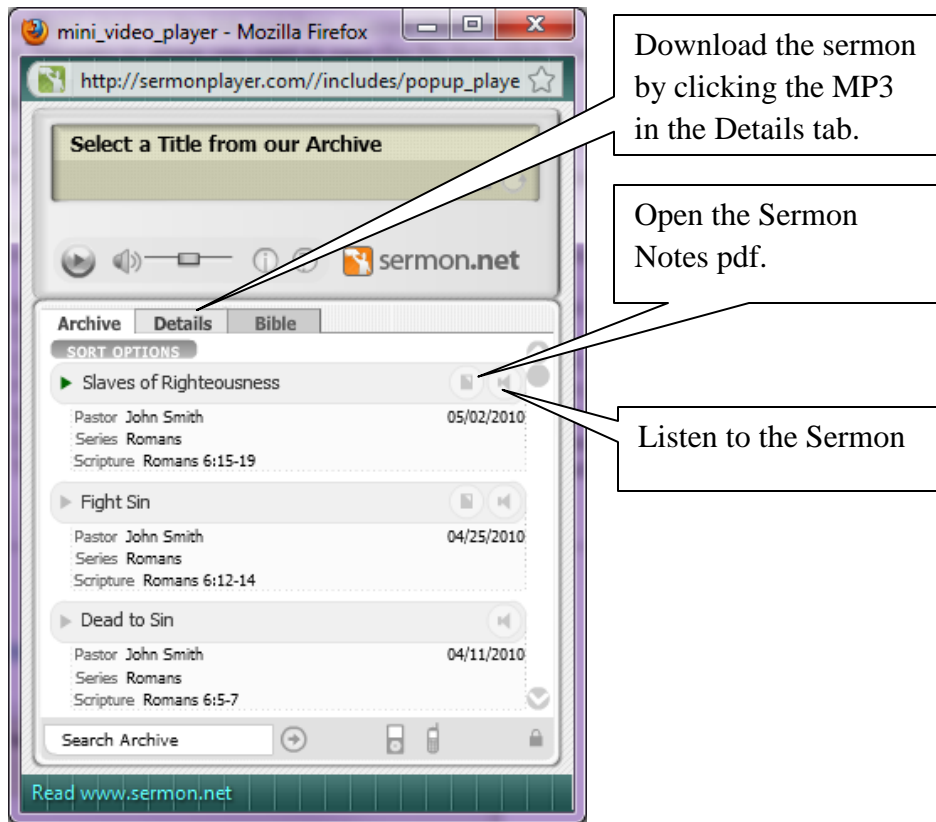 mini_video_player - Mozilla Firefox
http://sermonplayer.com//includes/popup_playe
Select a Title from our Archive
sermon.net
Archive Details Bible
SORT OPTIONS
Slaves of Righteousness
Pastor John Smith 05/02/2010
Series Romans
Scripture Romans 6:15-19
Fight Sin
Pastor John Smith 04/25/2010
Series Romans
Scripture Romans 6:12-14
Dead to Sin
Pastor John Smith 04/11/2010
Series Romans
Scripture Romans 6:5-7
Search Archive
Read www.sermon.net
Download the sermon
by clicking the MP3
in the Details tab.
Open the Sermon
Notes pdf.
Listen to the Sermon